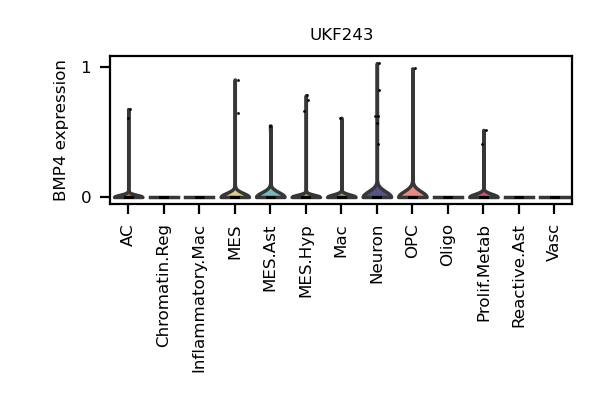 UKF243
BMP4 expression
1
0
AC
Chromatin.Reg
Inflammatory.Mac
MES
MES.Ast
MES.Hyp
Mac
Neuron
OPC
Oligo
Prolif.Metab
Reactive.Ast
Vasc